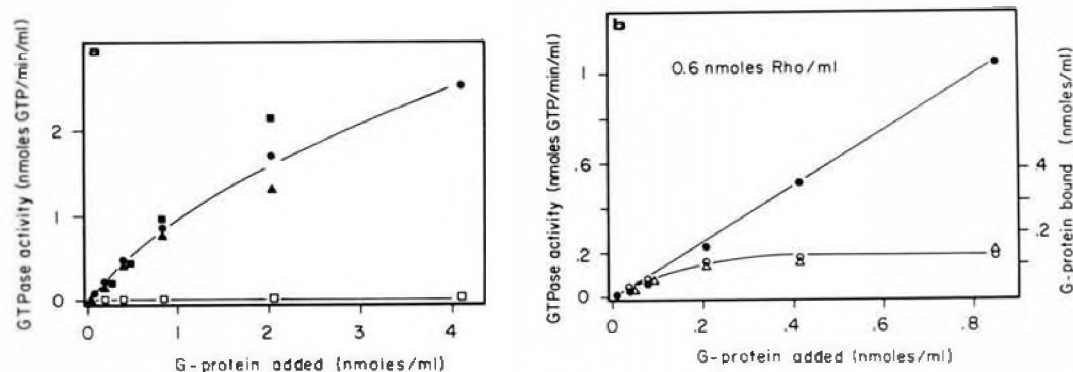 a
GTPase activity (nmoles GTP/min/ml)
2
1
0
0
1
2
3
4
G-protein added (nmoles/ml)
b
0.6 nmoles Rho/ml
GTPase activity (nmoles GTP/min/ml)
1
.6
.2
0
0
.2
.4
.6
.8
G-protein added (nmoles/ml)
.4
.2
G-protein bound (nmoles/ml)